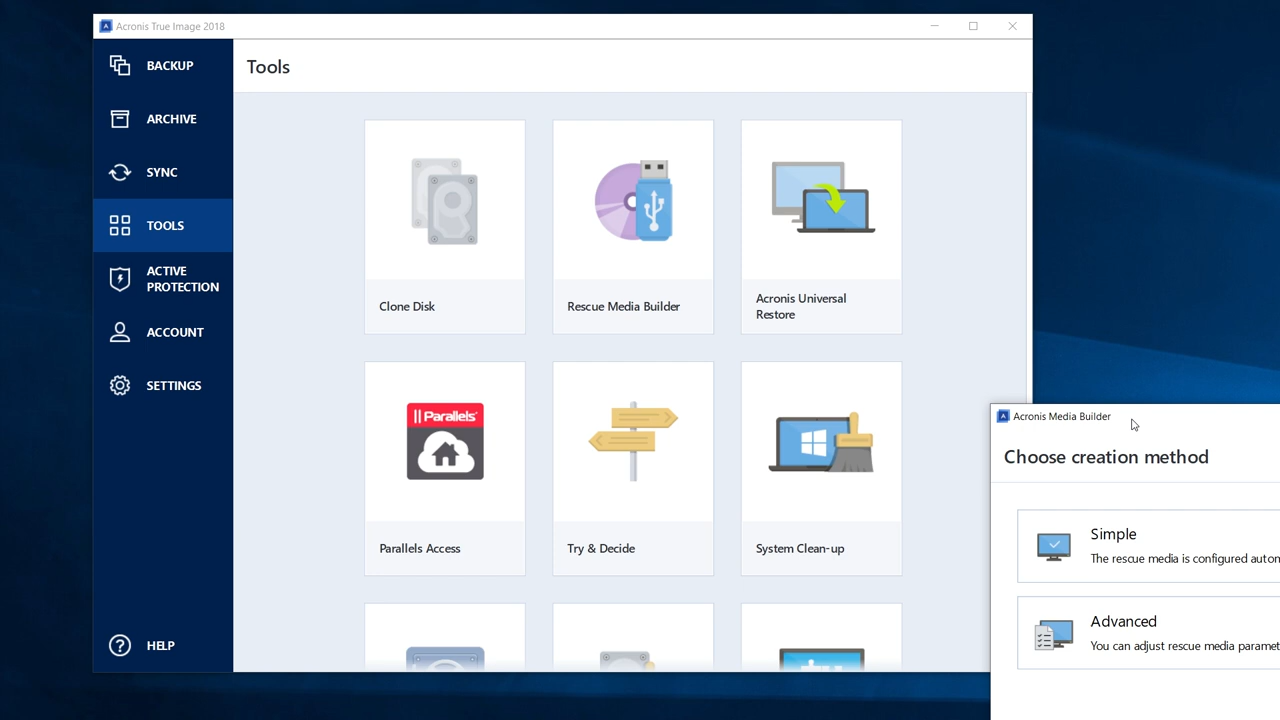 Acronis True Image 2018
BACKUP
ARCHIVE
SYNC
TOOLS
ACTIVE
PROTECTION
ACCOUNT
SETTINGS
HELP
Tools
Clone Disk
Rescue Media Builder
Acronis Universal
Restore
Parallels
Parallels Access
Try & Decide
System Clean-up
Acronis Media Builder
Choose creation method
Simple
The rescue media is configured autom
Advanced
You can adjust rescue media paramet